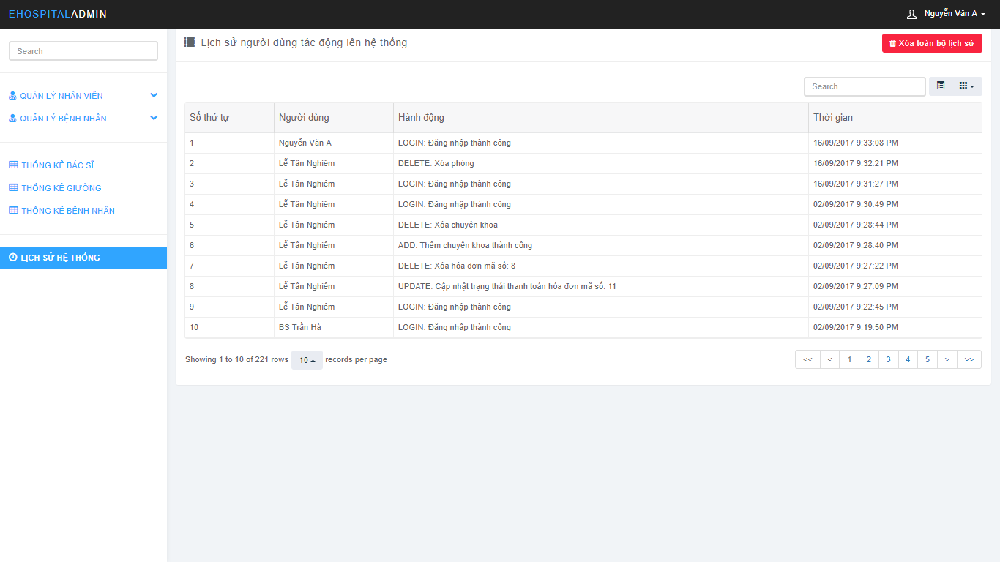 EHOSPITALADMIN
Nguyễn Văn A
Search
QUẢN LÝ NHÂN VIÊN
QUẢN LÝ BỆNH NHÂN
THỐNG KÊ BÁC SĨ
THỐNG KÊ GIƯỜNG
THỐNG KÊ BỆNH NHÂN
LỊCH SỬ HỆ THỐNG
Lịch sử người dùng tác động lên hệ thống
Xóa toàn bộ lịch sử
Search
Số thứ tự Người dùng Hành động Thời gian
1 Nguyễn Văn A LOGIN: Đăng nhập thành công 16/09/2017 9:33:08 PM
2 Lễ Tân Nghiêm DELETE: Xóa phòng 16/09/2017 9:32:21 PM
3 Lễ Tân Nghiêm LOGIN: Đăng nhập thành công 16/09/2017 9:31:27 PM
4 Lễ Tân Nghiêm LOGIN: Đăng nhập thành công 02/09/2017 9:30:49 PM
5 Lễ Tân Nghiêm DELETE: Xóa chuyên khoa 02/09/2017 9:28:44 PM
6 Lễ Tân Nghiêm ADD: Thêm chuyên khoa thành công 02/09/2017 9:28:40 PM
7 Lễ Tân Nghiêm DELETE: Xóa hóa đơn mã số: 8 02/09/2017 9:27:22 PM
8 Lễ Tân Nghiêm UPDATE: Cập nhật trạng thái thanh toán hóa đơn mã số: 11 02/09/2017 9:27:09 PM
9 Lễ Tân Nghiêm LOGIN: Đăng nhập thành công 02/09/2017 9:22:45 PM
10 BS Trần Hà LOGIN: Đăng nhập thành công 02/09/2017 9:19:50 PM
Showing 1 to 10 of 221 rows 10 records per page
<< < 1 2 3 4 5 > >>